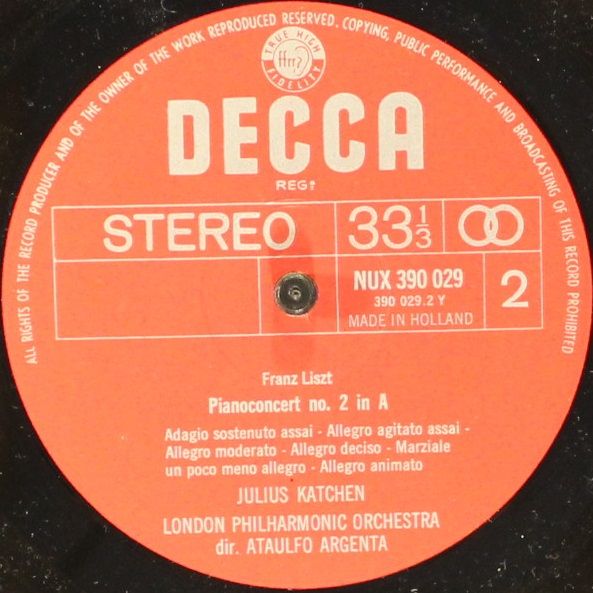 ALL RIGHTS OF THE RECORD PRODUCER AND OF THE OWNER OF THE WORK REPRODUCED RESERVED. COPYING, PUBLIC PERFORMANCE AND BROADCASTING OF THIS RECORD PROHIBITED
TRUE HIGH
ffrr
FIDELITY
DECCA
REGD
STEREO
33⅓
NUX 390 029
390 029.2 Y
MADE IN HOLLAND
2
Franz Liszt
Pianoconcert no. 2 in A
Adagio sostenuto assai - Allegro agitato assai -
Allegro moderato - Allegro deciso - Marziale
un poco meno allegro - Allegro animato
JULIUS KATCHEN
LONDON PHILHARMONIC ORCHESTRA
dir. ATAULFO ARGENTA